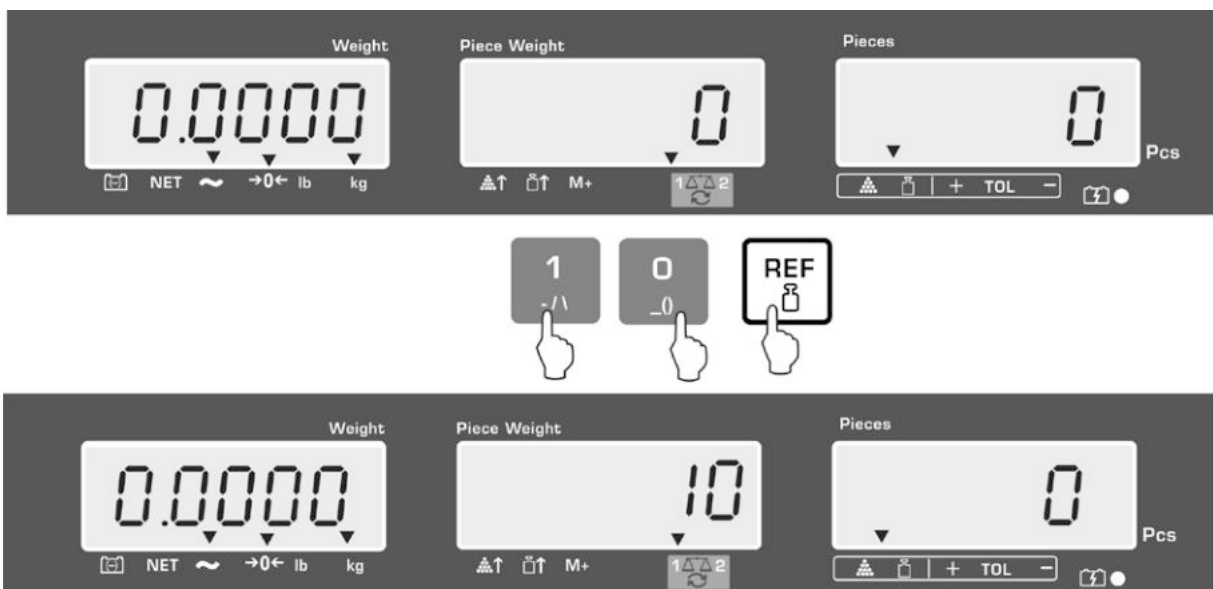 Weight Piece Weight Pieces
0.0000 0 0
Pcs
NET ~ →0← lb kg ↑ ↑ M+ 1 2 + TOL −
1 0 REF
- / \ _()
Weight Piece Weight Pieces
0.0000 10 0
Pcs
NET ~ →0← lb kg ↑ ↑ M+ 1 2 + TOL −